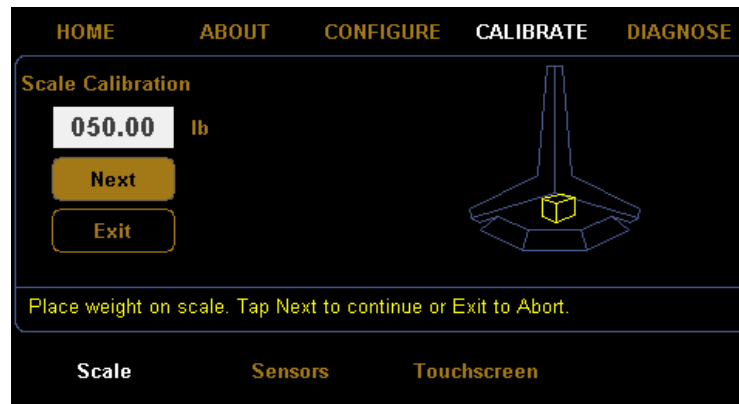 HOME ABOUT CONFIGURE CALIBRATE DIAGNOSE
Scale Calibration
050.00 lb
Next
Exit
Place weight on scale. Tap Next to continue or Exit to Abort.
Scale Sensors Touchscreen